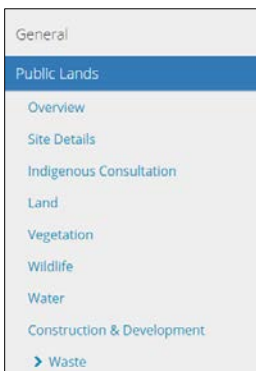 General
Public Lands
Overview
Site Details
Indigenous Consultation
Land
Vegetation
Wildlife
Water
Construction & Development
Waste